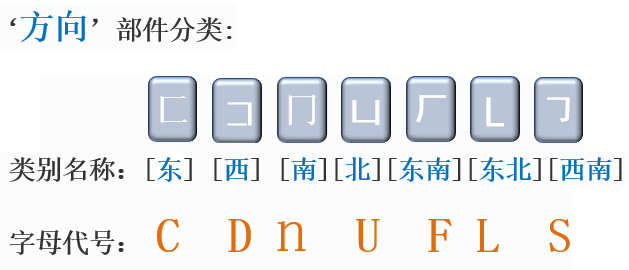 ‘方向’ 部件分类:
匚 コ 冂 凵 厂 L ㇆
类别名称：[东] [西] [南][北][东南][东北][西南]
字母代号： C D n U F L S